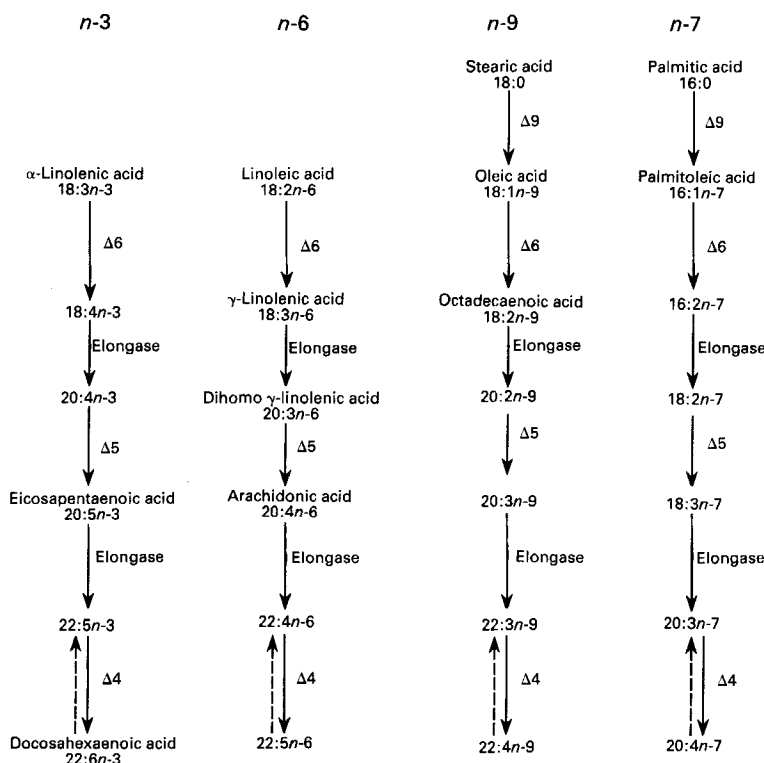 n-3 n-6 n-9 n-7
Stearic acid Palmitic acid
18:0 16:0
Δ9 Δ9
α-Linolenic acid Linoleic acid Oleic acid Palmitoleic acid
18:3n-3 18:2n-6 18:1n-9 16:1n-7
Δ6 Δ6 Δ6 Δ6
γ-Linolenic acid Octadecaenoic acid
18:4n-3 18:3n-6 18:2n-9 16:2n-7
Elongase Elongase Elongase Elongase
20:4n-3 Dihomo γ-linolenic acid 20:2n-9 18:2n-7
20:3n-6
Δ5 Δ5 Δ5 Δ5
Eicosapentaenoic acid Arachidonic acid 20:3n-9 18:3n-7
20:5n-3 20:4n-6
Elongase Elongase Elongase Elongase
22:5n-3 22:4n-6 22:3n-9 20:3n-7
Δ4 Δ4 Δ4 Δ4
Docosahexaenoic acid 22:5n-6 22:4n-9 20:4n-7
22:6n-3